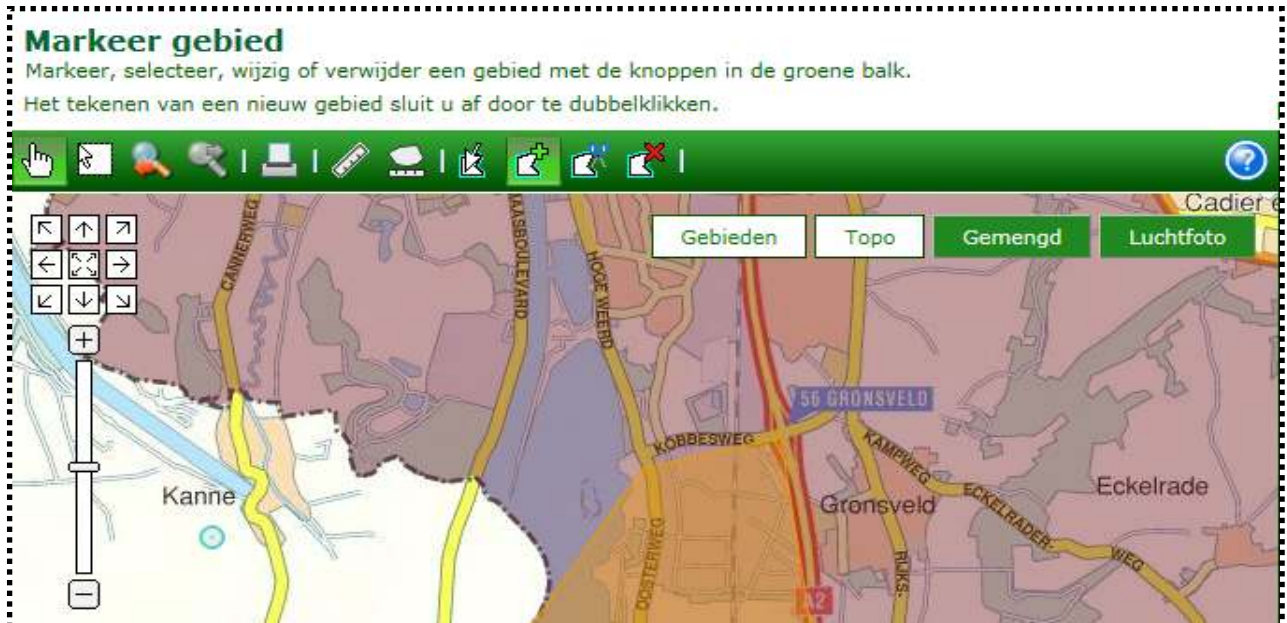 Markeer gebied
Markeer, selecteer, wijzig of verwijder een gebied met de knoppen in de groene balk.
Het tekenen van een nieuw gebied sluit u af door te dubbelklikken.
Cadier e
Gebieden Topo Gemengd Luchtfoto
CANNERWEG
MAASBOULEVARD
HOGE WEERD
56 GRONSVELD
KÖBBESWEG
KAMPWEG
Kanne
Gronsveld
ECKELRADER-
WEG
Eckelrade
OOSTERWEG
RIJKS-
A2